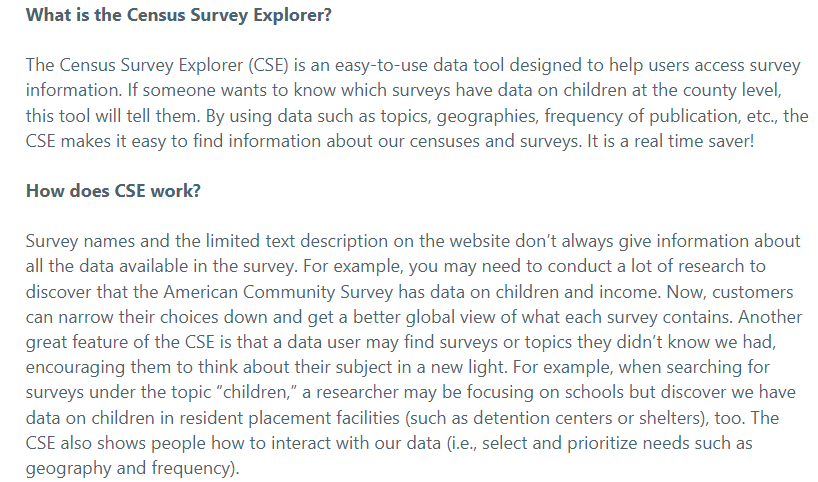 What is the Census Survey Explorer?
The Census Survey Explorer (CSE) is an easy-to-use data tool designed to help users access survey
information. If someone wants to know which surveys have data on children at the county level,
this tool will tell them. By using data such as topics, geographies, frequency of publication, etc., the
CSE makes it easy to find information about our censuses and surveys. It is a real time saver!
How does CSE work?
Survey names and the limited text description on the website don’t always give information about
all the data available in the survey. For example, you may need to conduct a lot of research to
discover that the American Community Survey has data on children and income. Now, customers
can narrow their choices down and get a better global view of what each survey contains. Another
great feature of the CSE is that a data user may find surveys or topics they didn’t know we had,
encouraging them to think about their subject in a new light. For example, when searching for
surveys under the topic “children,” a researcher may be focusing on schools but discover we have
data on children in resident placement facilities (such as detention centers or shelters), too. The
CSE also shows people how to interact with our data (i.e., select and prioritize needs such as
geography and frequency).